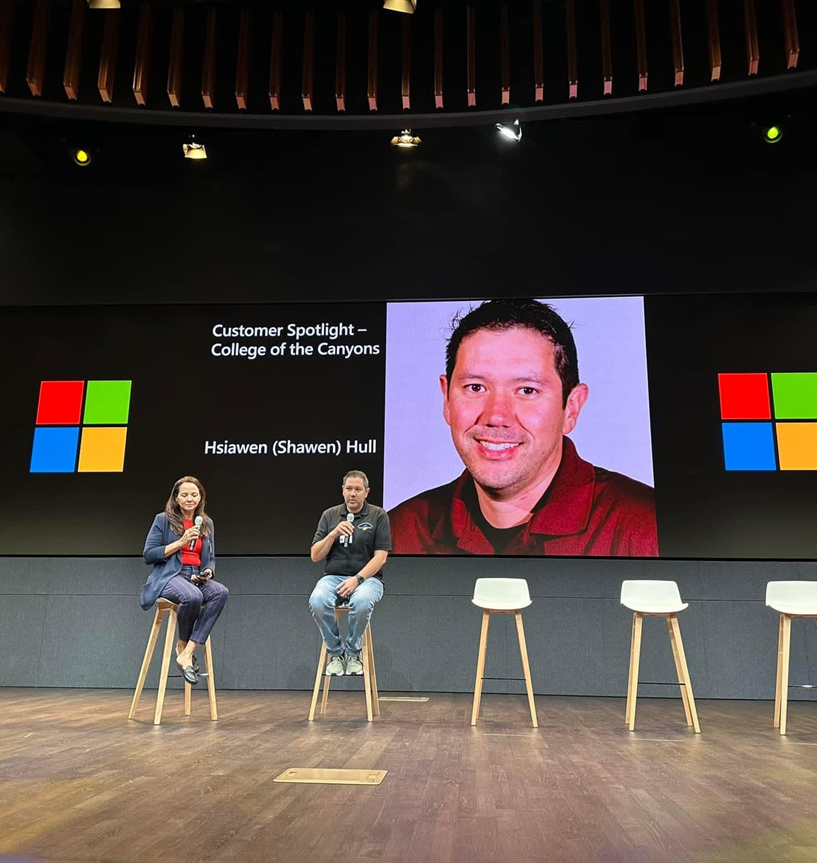 Customer Spotlight –
College of the Canyons
Hsiawen (Shawen) Hull